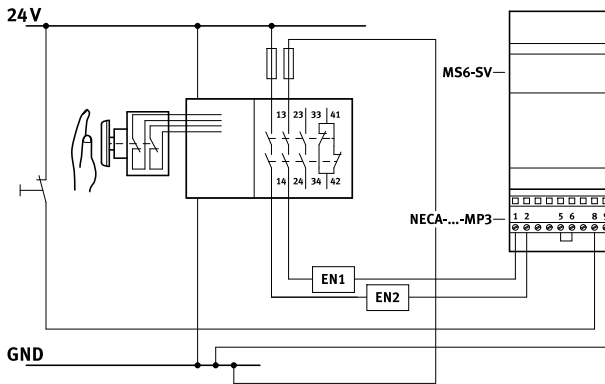 24V
MS6-SV
13 23 33 41
14 24 34 42
NECA-...-MP3
1 2 5 6 8 9
EN1
EN2
GND